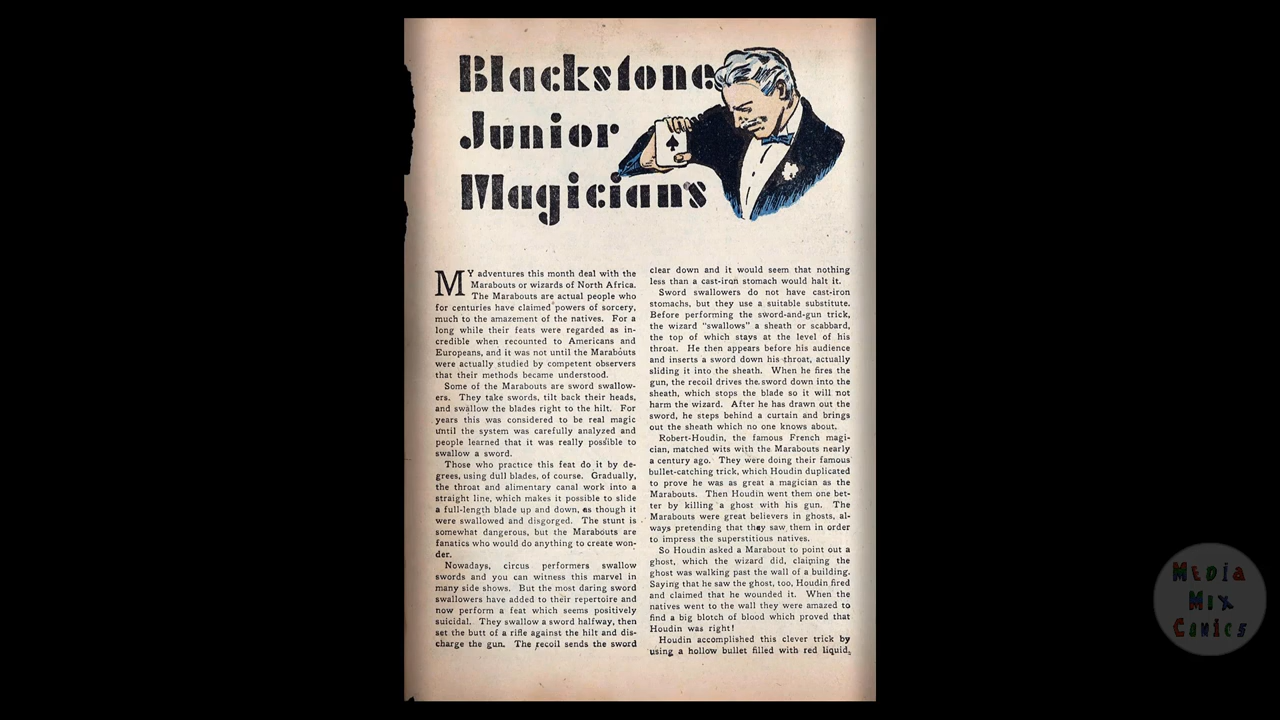 Blackstone
Junior
Magicians
MY adventures this month deal with the
Marabouts or wizards of North Africa.
The Marabouts are actual people who
for centuries have claimed powers of sorcery,
much to the amazement of the natives. For a
long while their feats were regarded as in-
credible when recounted to Americans and
Europeans, and it was not until the Marabouts
were actually studied by competent observers
that their methods became understood.
Some of the Marabouts are sword swallow-
ers. They take swords, tilt back their heads,
and swallow the blades right to the hilt. For
years this was considered to be real magic
until the system was carefully analyzed and
people learned that it was really possible to
swallow a sword.
Those who practice this feat do it by de-
grees, using dull blades, of course. Gradually,
the throat and alimentary canal work into a
straight line, which makes it possible to slide
a full-length blade up and down, as though it
were swallowed and disgorged. The stunt is
somewhat dangerous, but the Marabouts are
fanatics who would do anything to create won-
der.
Nowadays, circus performers swallow
swords and you can witness this marvel in
many side shows. But the most daring sword
swallowers have added to their repertoire and
now perform a feat which seems positively
suicidal. They swallow a sword halfway, then
set the butt of a rifle against the hilt and dis-
charge the gun. The recoil sends the sword
clear down and it would seem that nothing
less than a cast-iron stomach would halt it.
Sword swallowers do not have cast-iron
stomachs, but they use a suitable substitute.
Before performing the sword-and-gun trick,
the wizard "swallows" a sheath or scabbard,
the top of which stays at the level of his
throat. He then appears before his audience
and inserts a sword down his throat, actually
sliding it into the sheath. When he fires the
gun, the recoil drives the sword down into the
sheath, which stops the blade so it will not
harm the wizard. After he has drawn out the
sword, he steps behind a curtain and brings
out the sheath which no one knows about.
Robert-Houdin, the famous French magi-
cian, matched wits with the Marabouts nearly
a century ago. They were doing their famous
bullet-catching trick, which Houdin duplicated
to prove he was as great a magician as the
Marabouts. Then Houdin went them one bet-
ter by killing a ghost with his gun. The
Marabouts were great believers in ghosts, al-
ways pretending that they saw them in order
to impress the superstitious natives.
So Houdin asked a Marabout to point out a
ghost, which the wizard did, claiming the
ghost was walking past the wall of a building.
Saying that he saw the ghost, too, Houdin fired
and claimed that he wounded it. When the
natives went to the wall they were amazed to
find a big blotch of blood which proved that
Houdin was right!
Houdin accomplished this clever trick by
using a hollow bullet filled with red liquid.
Media
Mix
Comics